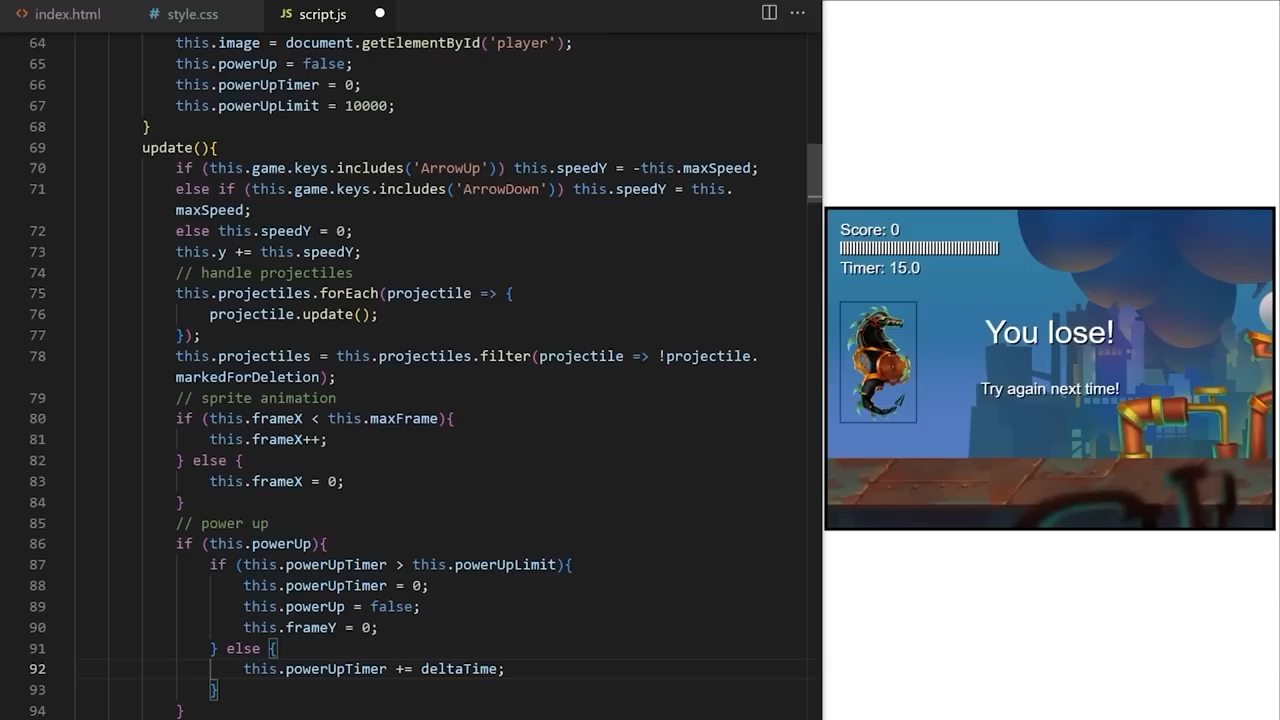 index.html
# style.css
JS script.js
64 this.image = document.getElementById('player');
65 this.powerUp = false;
66 this.powerUpTimer = 0;
67 this.powerUpLimit = 10000;
68 }
69 update(){
70 if (this.game.keys.includes('ArrowUp')) this.speedY = -this.maxSpeed;
71 else if (this.game.keys.includes('ArrowDown')) this.speedY = this.
maxSpeed;
72 else this.speedY = 0;
73 this.y += this.speedY;
74 // handle projectiles
75 this.projectiles.forEach(projectile => {
76 projectile.update();
77 });
78 this.projectiles = this.projectiles.filter(projectile => !projectile.
markedForDeletion);
79 // sprite animation
80 if (this.frameX < this.maxFrame){
81 this.frameX++;
82 } else {
83 this.frameX = 0;
84 }
85 // power up
86 if (this.powerUp){
87 if (this.powerUpTimer > this.powerUpLimit){
88 this.powerUpTimer = 0;
89 this.powerUp = false;
90 this.frameY = 0;
91 } else {
92 this.powerUpTimer += deltaTime;
93 }
94 }
Score: 0
Timer: 15.0
You lose!
Try again next time!